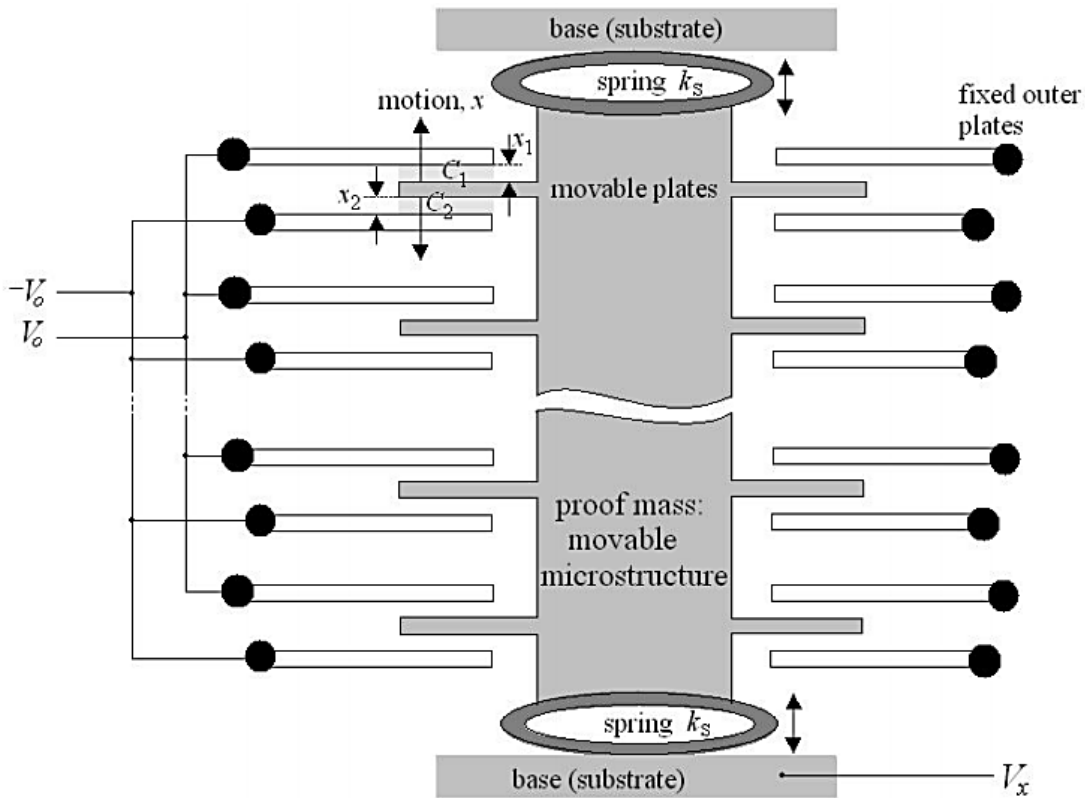 base (substrate)
spring kS
motion, x
fixed outer
plates
x1
C1
movable plates
x2
C2
−Vo
Vo
proof mass:
movable
microstructure
spring kS
base (substrate)
Vx